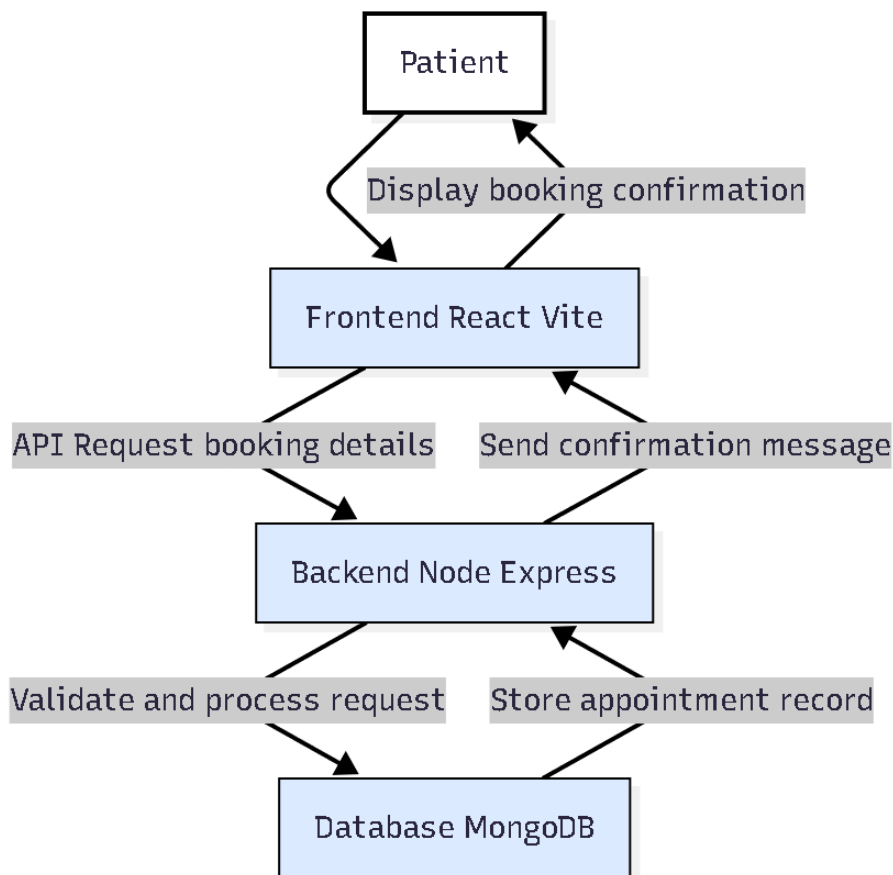 Patient
Display booking confirmation
Frontend React Vite
API Request booking details
Send confirmation message
Backend Node Express
Validate and process request
Store appointment record
Database MongoDB